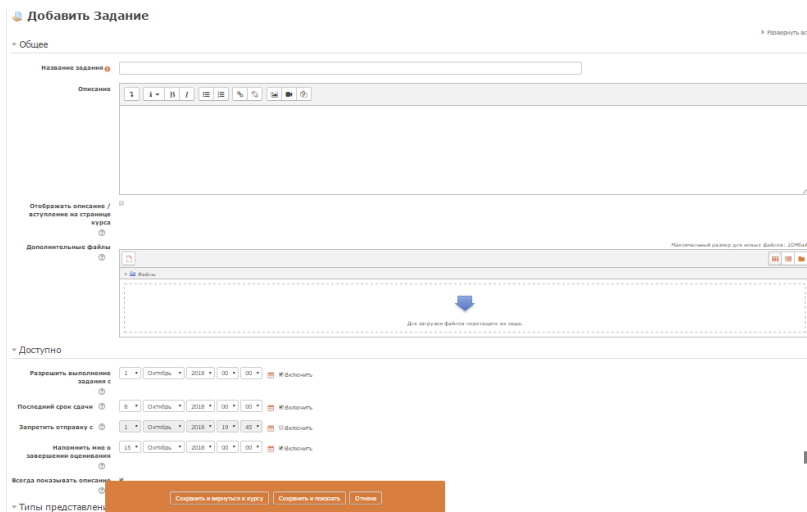 Добавить Задание
Развернуть вс
Общее
Название задания
Описание
Отображать описание /
вступление на странице
курса
Дополнительные файлы
Максимальный размер для новых файлов: 20Мбай
Файлы
Для загрузки файлов перетащите их сюда.
Доступно
Разрешить выполнение
задания с
1 Октябрь 2018 00 00 Включить
Последний срок сдачи 8 Октябрь 2018 00 00 Включить
Запретить отправку с 1 Октябрь 2018 19 45 Включить
Напомнить мне о
завершении оценивания
15 Октябрь 2018 00 00 Включить
Всегда показывать описание
Сохранить и вернуться к курсу Сохранить и показать Отмена
Типы представлен